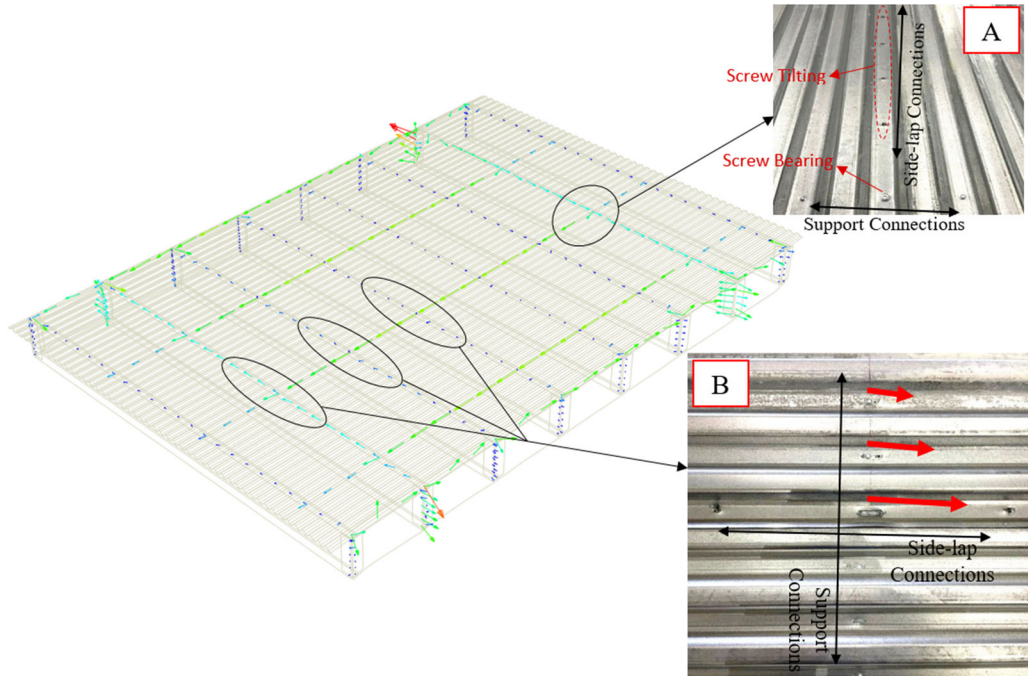 A
Screw Tilting
Side-lap Connections
Screw Bearing
Support Connections
B
Side-lap
Connections
Support
Connections